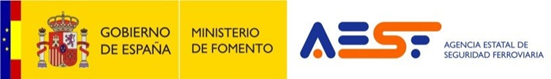 GOBIERNO
DE ESPAÑA
MINISTERIO
DE FOMENTO
AESF
AGENCIA ESTATAL DE
SEGURIDAD FERROVIARIA